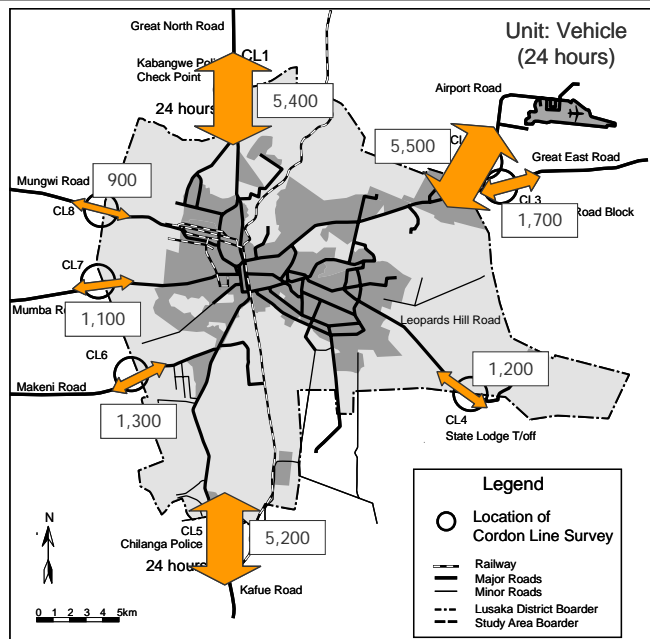 Great North Road
Unit: Vehicle
(24 hours)
CL1
Kabangwe
Check Point
24 hours
5,400
Airport Road
5,500
Great East Road
CL3
Road Block
1,700
Mungwi Road
900
CL8
CL7
Mumba
1,100
CL6
Makeni Road
1,300
Leopards Hill Road
1,200
CL4
State Lodge T/off
CL5
Chilanga Police
24 hours
5,200
Kafue Road
N
0 1 2 3 4 5km
Legend
Location of
Cordon Line Survey
Railway
Major Roads
Minor Roads
Lusaka District Boarder
Study Area Boarder